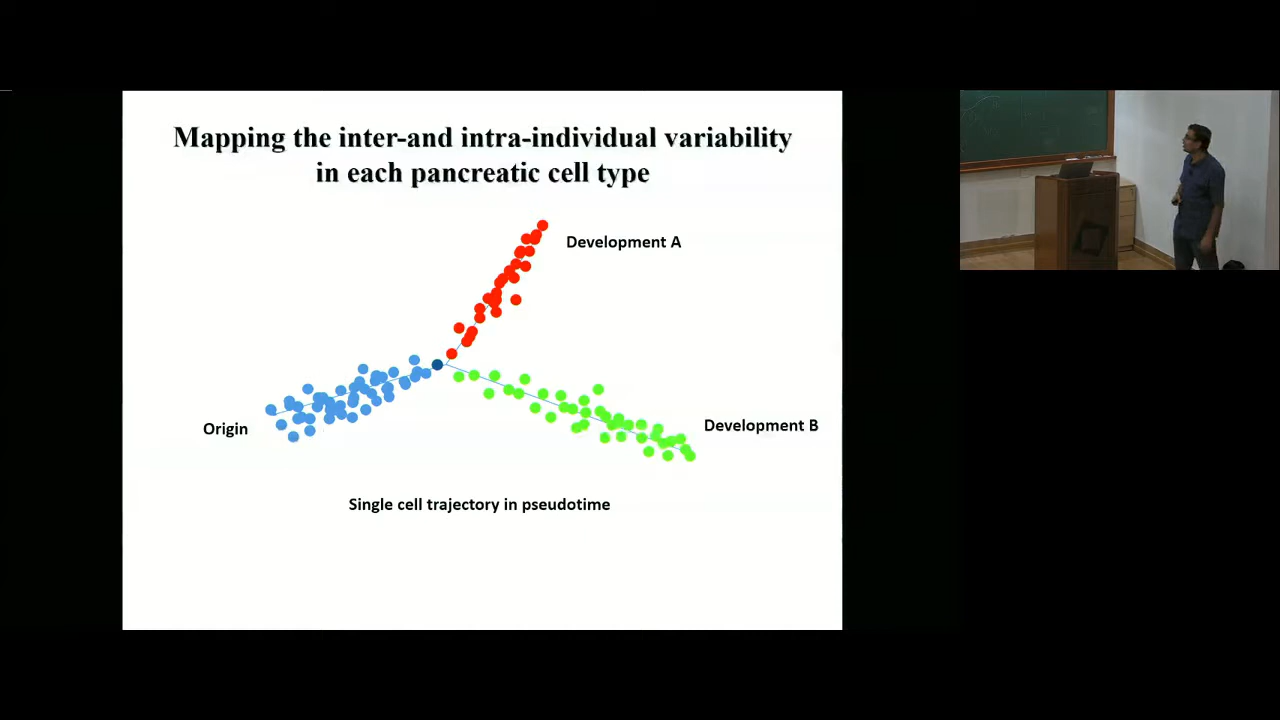 Mapping the inter-and intra-individual variability
in each pancreatic cell type
Development A
Origin
Development B
Single cell trajectory in pseudotime